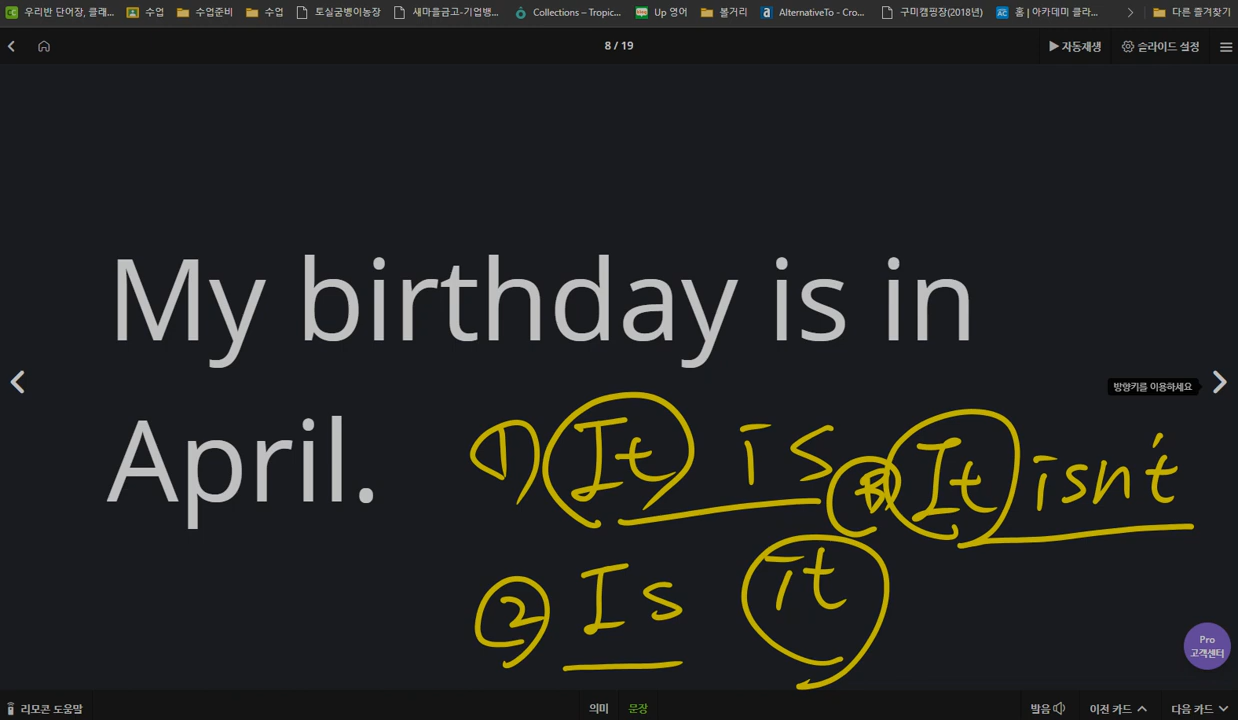 우리반 단어장, 클래... 수업 수업준비 수업 토실굼벵이농장 새마을금고-기업뱅... Collections – Tropic... Up 영어 볼거리 AlternativeTo - Cro... 구미캠핑장(2018년) 홈 | 아카데미 클라... 다른 즐겨찾기
8 / 19 자동재생 슬라이드 설정
My birthday is in
방향키를 이용하세요
April.
1) It is It isn't
2 Is it
Pro
고객센터
리모콘 도움말 의미 문장 발음 이전 카드 다음 카드